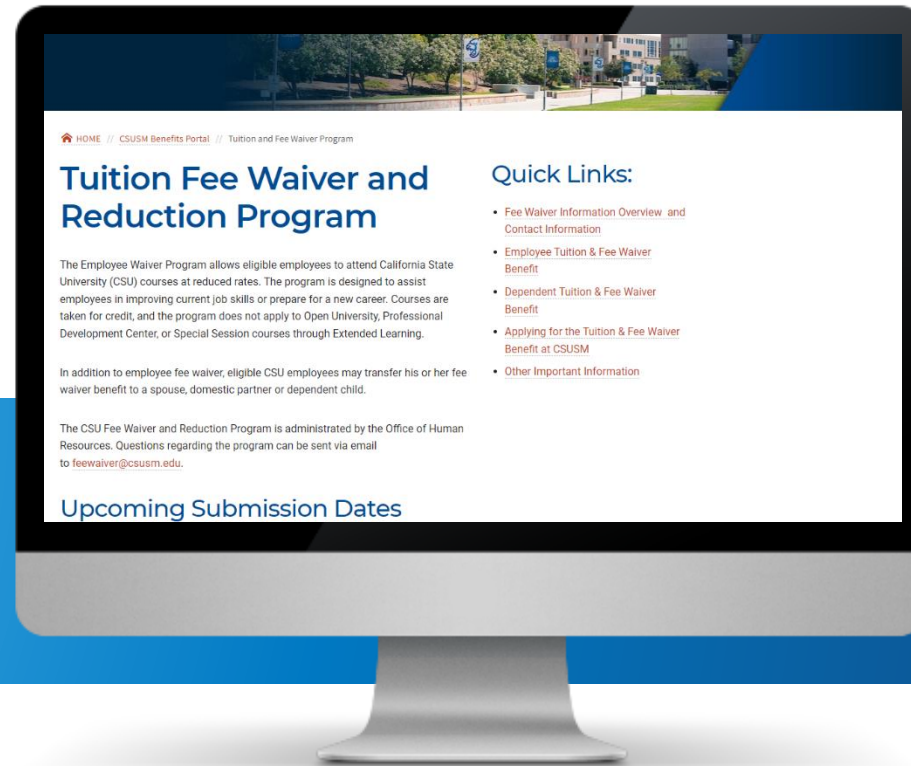 HOME // CSUSM Benefits Portal // Tuition and Fee Waiver Program
Tuition Fee Waiver and
Reduction Program
The Employee Waiver Program allows eligible employees to attend California State
University (CSU) courses at reduced rates. The program is designed to assist
employees in improving current job skills or prepare for a new career. Courses are
taken for credit, and the program does not apply to Open University, Professional
Development Center, or Special Session courses through Extended Learning.
In addition to employee fee waiver, eligible CSU employees may transfer his or her fee
waiver benefit to a spouse, domestic partner or dependent child.
The CSU Fee Waiver and Reduction Program is administrated by the Office of Human
Resources. Questions regarding the program can be sent via email
to feewaiver@csusm.edu.
Upcoming Submission Dates
Quick Links:
• Fee Waiver Information Overview and
Contact Information
• Employee Tuition & Fee Waiver
Benefit
• Dependent Tuition & Fee Waiver
Benefit
• Applying for the Tuition & Fee Waiver
Benefit at CSUSM
• Other Important Information